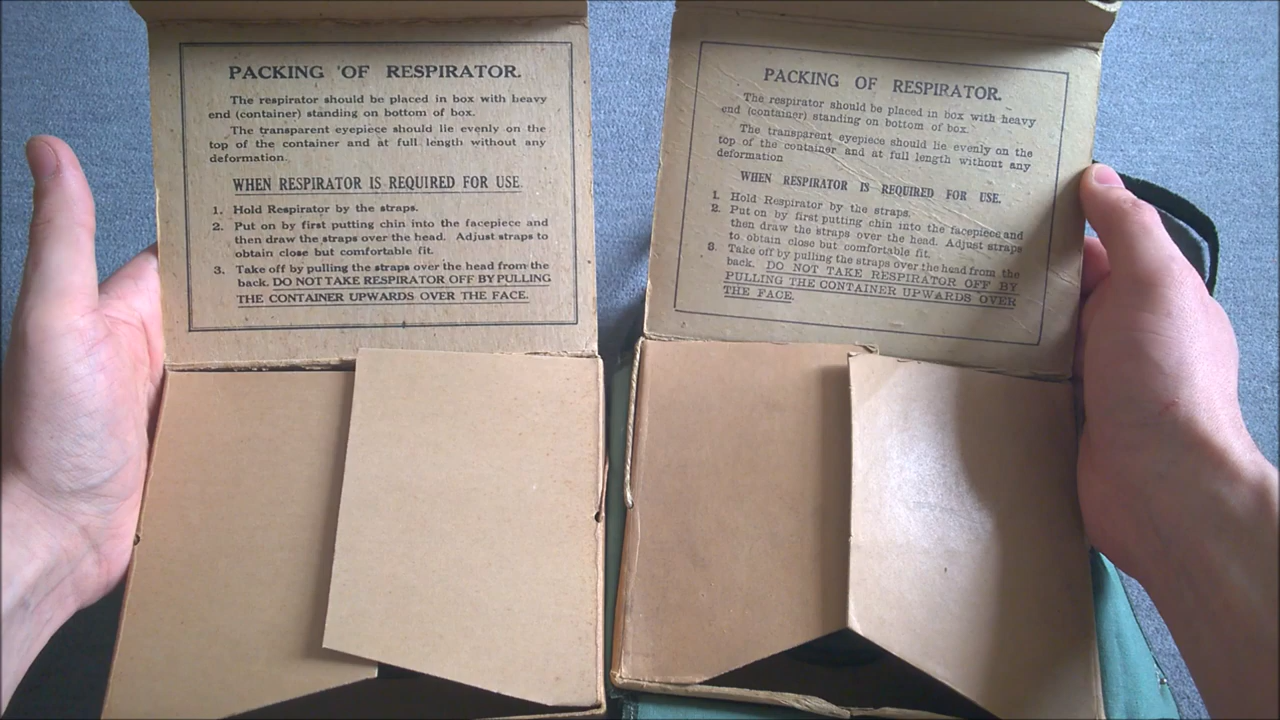 PACKING OF RESPIRATOR.
The respirator should be placed in box with heavy
end (container) standing on bottom of box.
The transparent eyepiece should lie evenly on the
top of the container and at full length without any
deformation.
WHEN RESPIRATOR IS REQUIRED FOR USE.
1. Hold Respirator by the straps.
2. Put on by first putting chin into the facepiece and
then draw the straps over the head. Adjust straps to
obtain close but comfortable fit.
3. Take off by pulling the straps over the head from the
back. DO NOT TAKE RESPIRATOR OFF BY PULLING
THE CONTAINER UPWARDS OVER THE FACE.
PACKING OF RESPIRATOR.
The respirator should be placed in box with heavy
end (container) standing on bottom of box.
The transparent eyepiece should lie evenly on the
top of the container and at full length without any
deformation
WHEN RESPIRATOR IS REQUIRED FOR USE.
1. Hold Respirator by the straps.
2. Put on by first putting chin into the facepiece and
then draw the straps over the head. Adjust straps
to obtain close but comfortable fit.
3. Take off by pulling the straps over the head from the
back. DO NOT TAKE RESPIRATOR OFF BY
PULLING THE CONTAINER UPWARDS OVER
THE FACE.